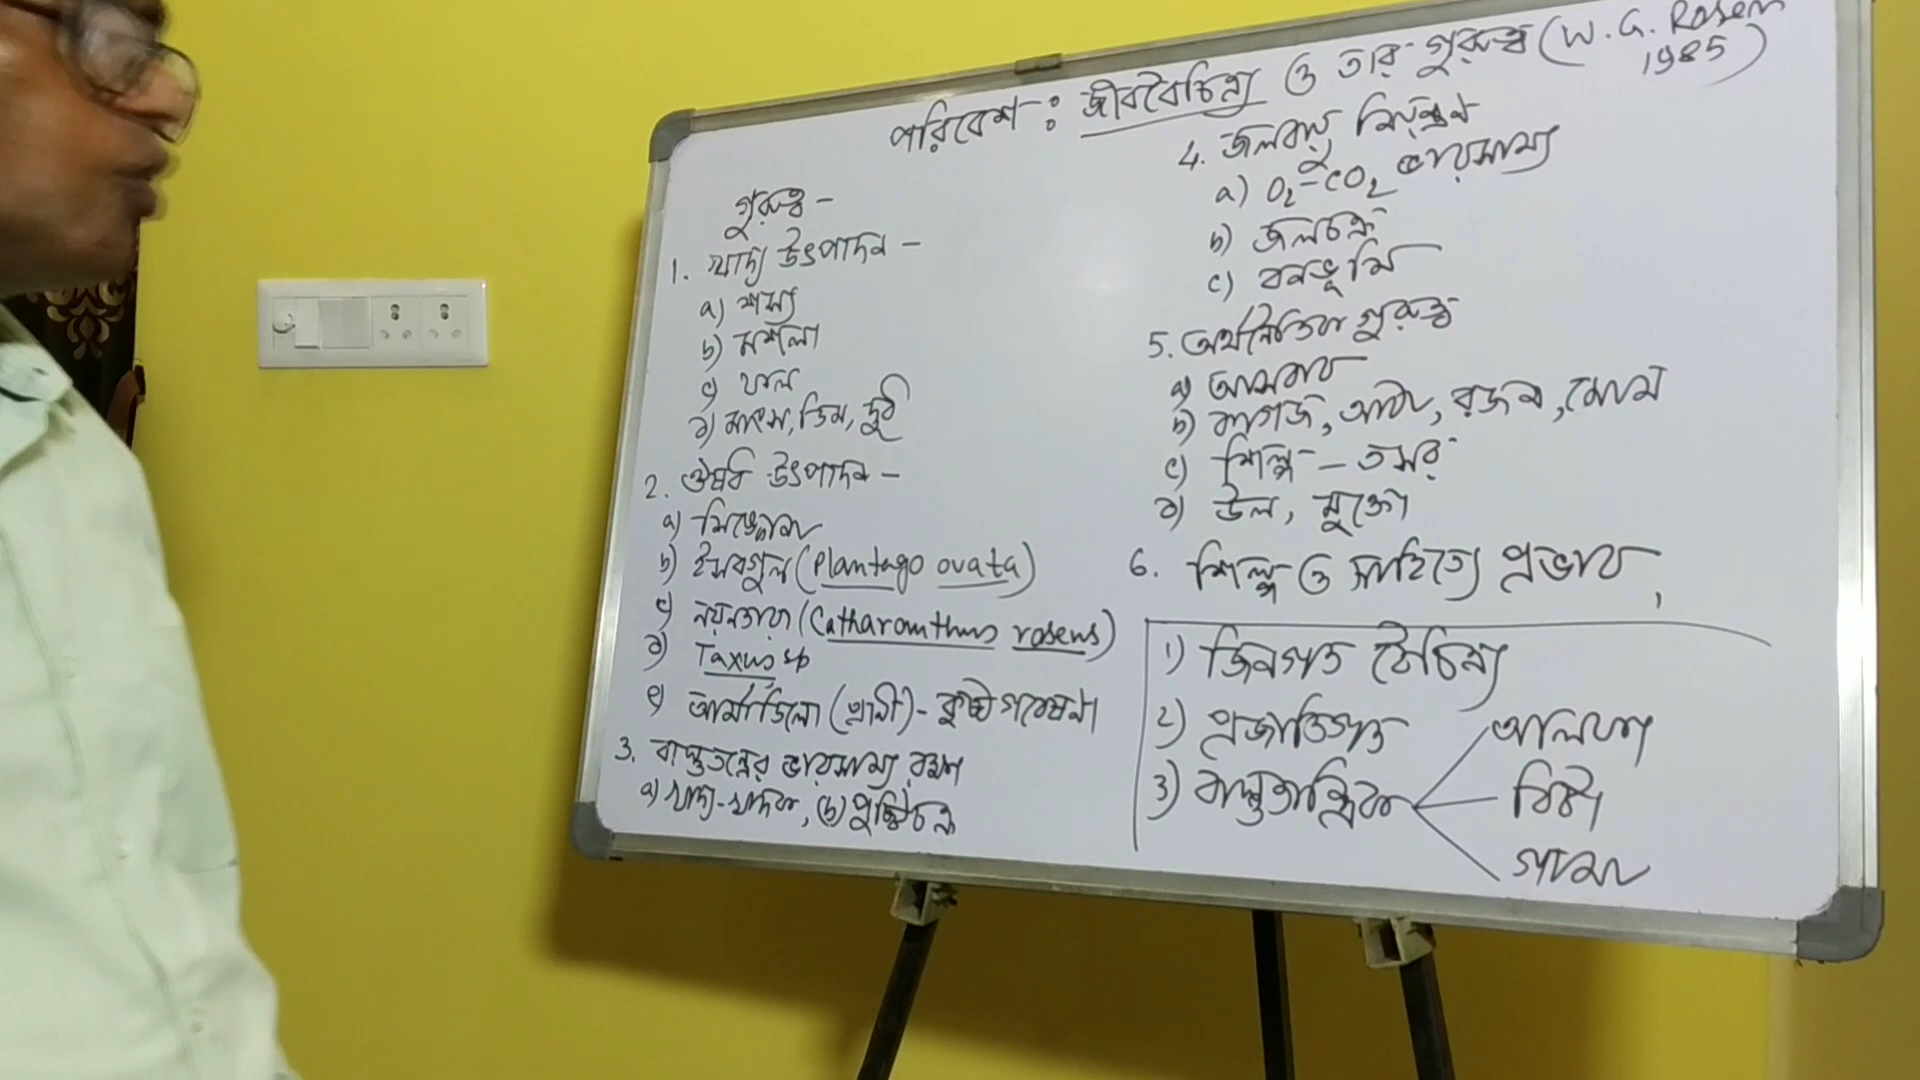 পরিবেশ : জীববৈচিত্র্য ও তার গুরুত্ব (W. G. Rosen 1985)
গুরুত্ব -
1. খাদ্য উৎপাদন -
a) শস্য
b) মশলা
c) ফল
d) মাংস, ডিম, দুধ
2. ঔষধি উৎপাদন -
a) সিঙ্কোনা
b) ইসবগুল (Plantago ovata)
c) নয়নতারা (Catharanthus roseus)
d) Taxus sp
e) আর্মাডিলো (প্রানী) - কুষ্ঠ গবেষনা
3. বাস্তুতন্ত্রের ভারসাম্য রক্ষা
a) খাদ্য-খাদক, (b) পুষ্টিচক্র
4. জলবায়ু নিয়ন্ত্রণ
a) O2-CO2 ভারসাম্য
b) জলচক্র
c) বনভূমি
5. অর্থনৈতিক গুরুত্ব
a) আসবাব
b) কাগজ, আঠা, রজন, মোম
c) শিল্প - তসর
d) উল, মুক্তো
6. শিল্প ও সাহিত্যে প্রভাব,
1) জিনগত বৈচিত্র্য
2) প্রজাতিগত
3) বাস্তুতান্ত্রিক
আলফা
বিটা
গামা